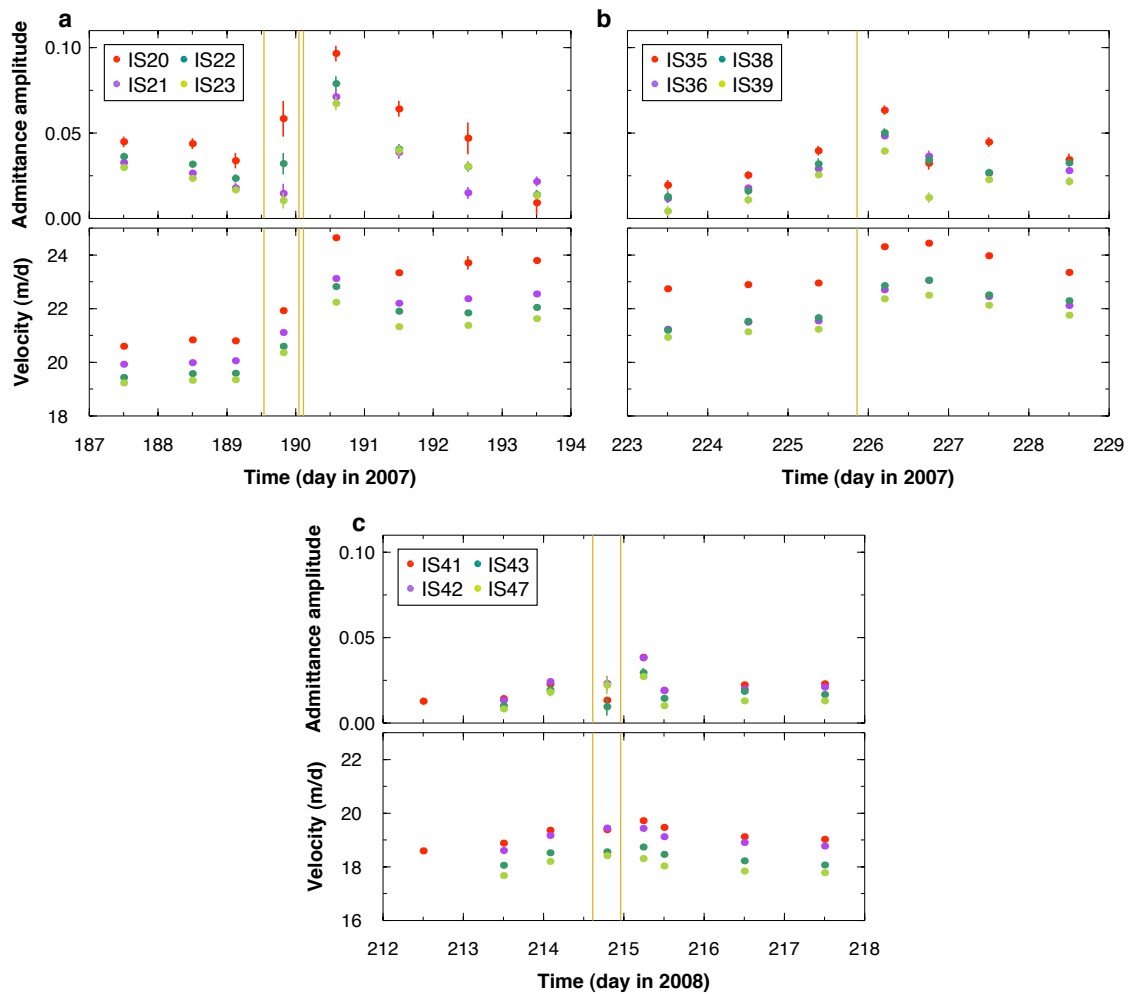 a
IS20 IS22
IS21 IS23
Admittance amplitude
0.10
0.05
0.00
Velocity (m/d)
24
22
20
18
187 188 189 190 191 192 193 194
Time (day in 2007)
b
IS35 IS38
IS36 IS39
223 224 225 226 227 228 229
Time (day in 2007)
c
IS41 IS43
IS42 IS47
Admittance amplitude
0.10
0.05
0.00
Velocity (m/d)
22
20
18
16
212 213 214 215 216 217 218
Time (day in 2008)